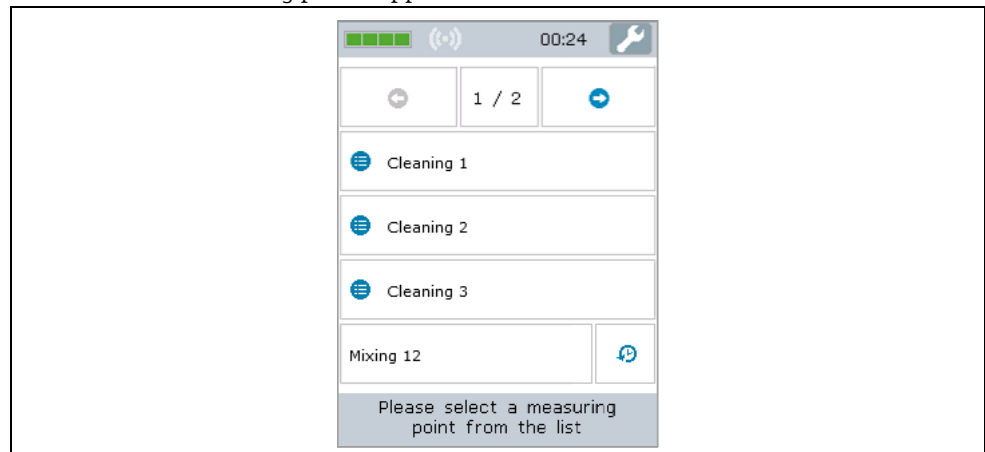 00:24
1 / 2
Cleaning 1
Cleaning 2
Cleaning 3
Mixing 12
Please select a measuring
point from the list